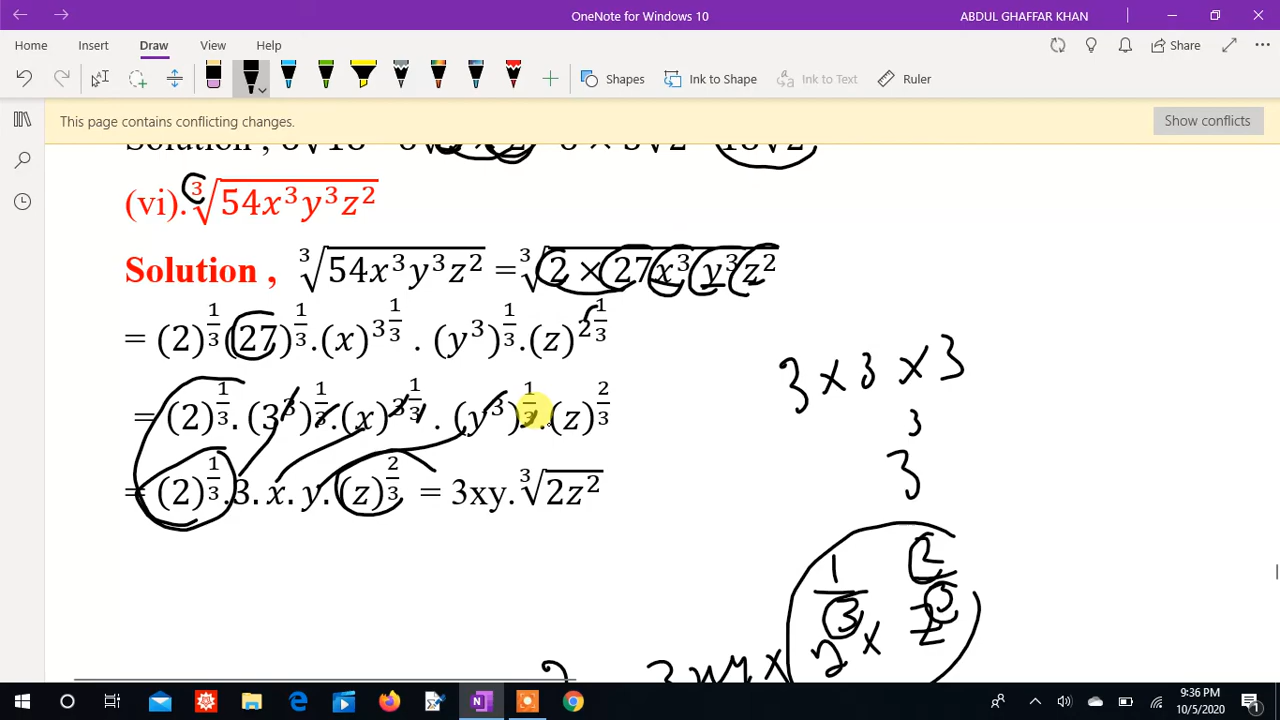 OneNote for Windows 10
ABDUL GHAFFAR KHAN
Home Insert Draw View Help
Share
Shapes Ink to Shape Ink to Text Ruler
This page contains conflicting changes.
Show conflicts
(vi). ∛54x³y³z²
Solution , ∛54x³y³z² = ∛2 × 27x³y³z²
= (2)^1/3 (27)^1/3 .(x)^3^1/3 . (y³)^1/3 .(z)^2^1/3
3 × 3 × 3
= (2)^1/3 . (3³)^1/3 .(x)^3^1/3 . (y³)^1/3 .(z)^2/3
3³
= (2)^1/3 .3. x. y. (z)^2/3 = 3xy. ∛2z²
9:36 PM
10/5/2020